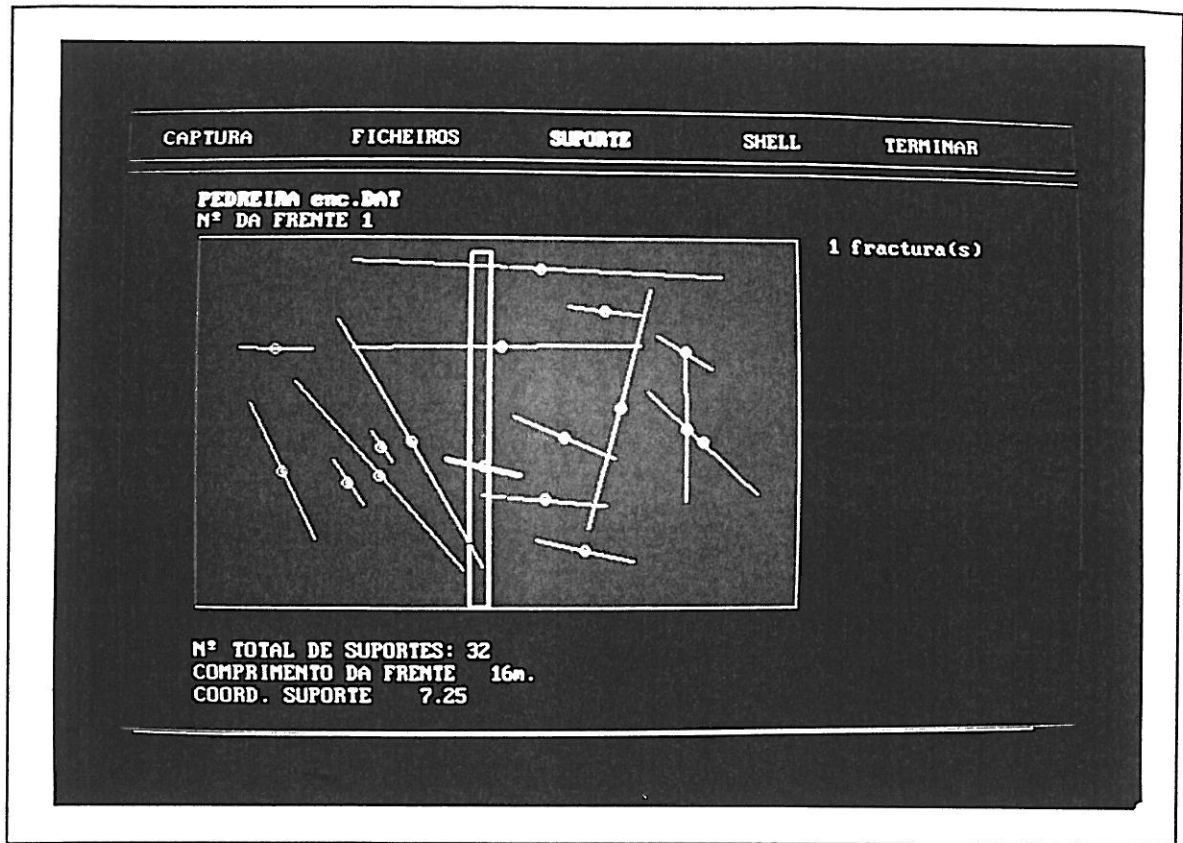 CAPTURA FICHEIROS SUPORTE SHELL TERMINAR
PEDREIRA enc.DAT
Nº DA FRENTE 1
1 fractura(s)
Nº TOTAL DE SUPORTES: 32
COMPRIMENTO DA FRENTE 16m.
COORD. SUPORTE 7.25